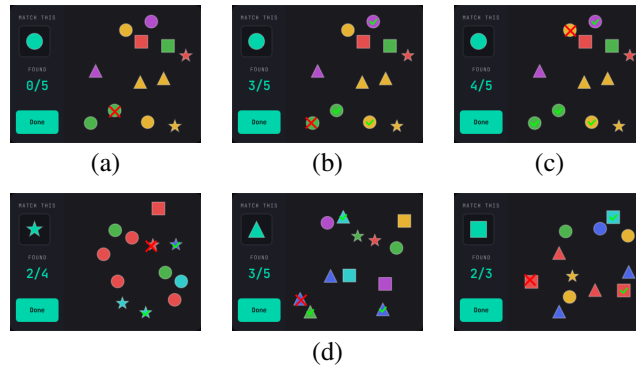 MATCH THIS
FOUND
0/5
Done
MATCH THIS
FOUND
3/5
Done
MATCH THIS
FOUND
4/5
Done
(a)
(b)
(c)
MATCH THIS
FOUND
2/4
Done
MATCH THIS
FOUND
3/5
Done
MATCH THIS
FOUND
2/3
Done
(d)